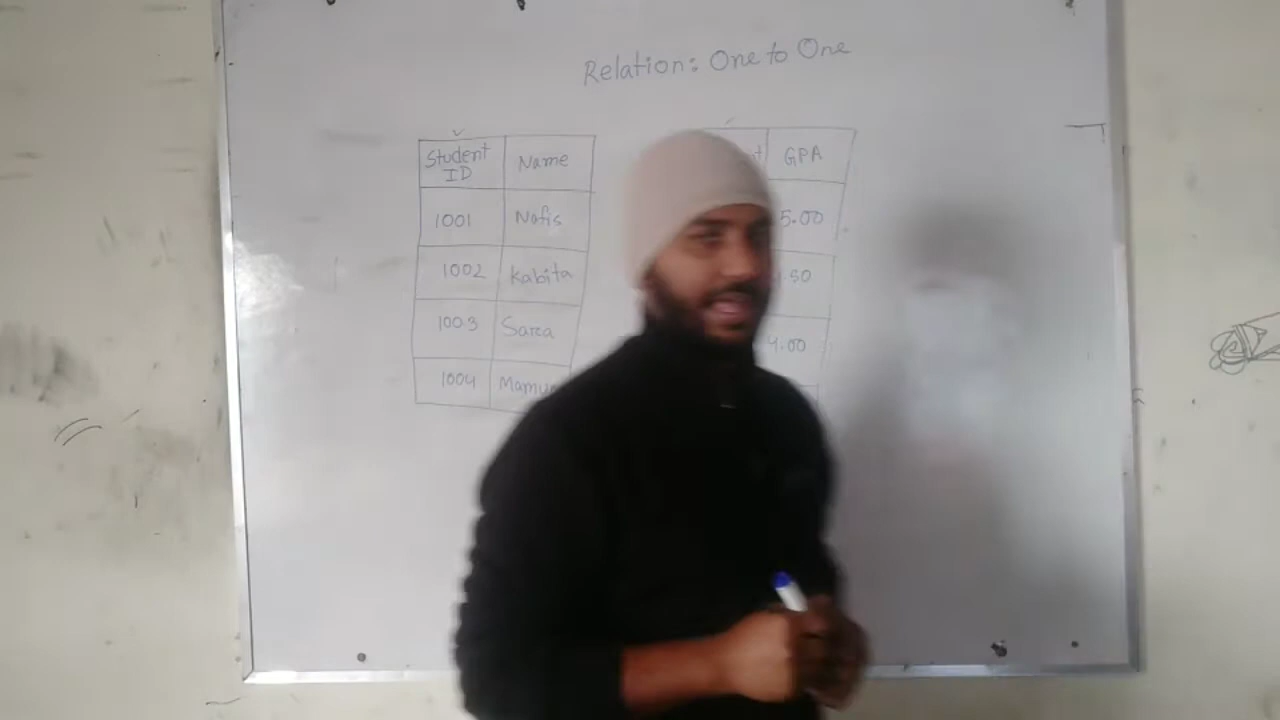 Relation: One to One
Student ID Name
1001 Nafis
1002 Kabita
1003 Sara
1004
GPA
5.00
4.00